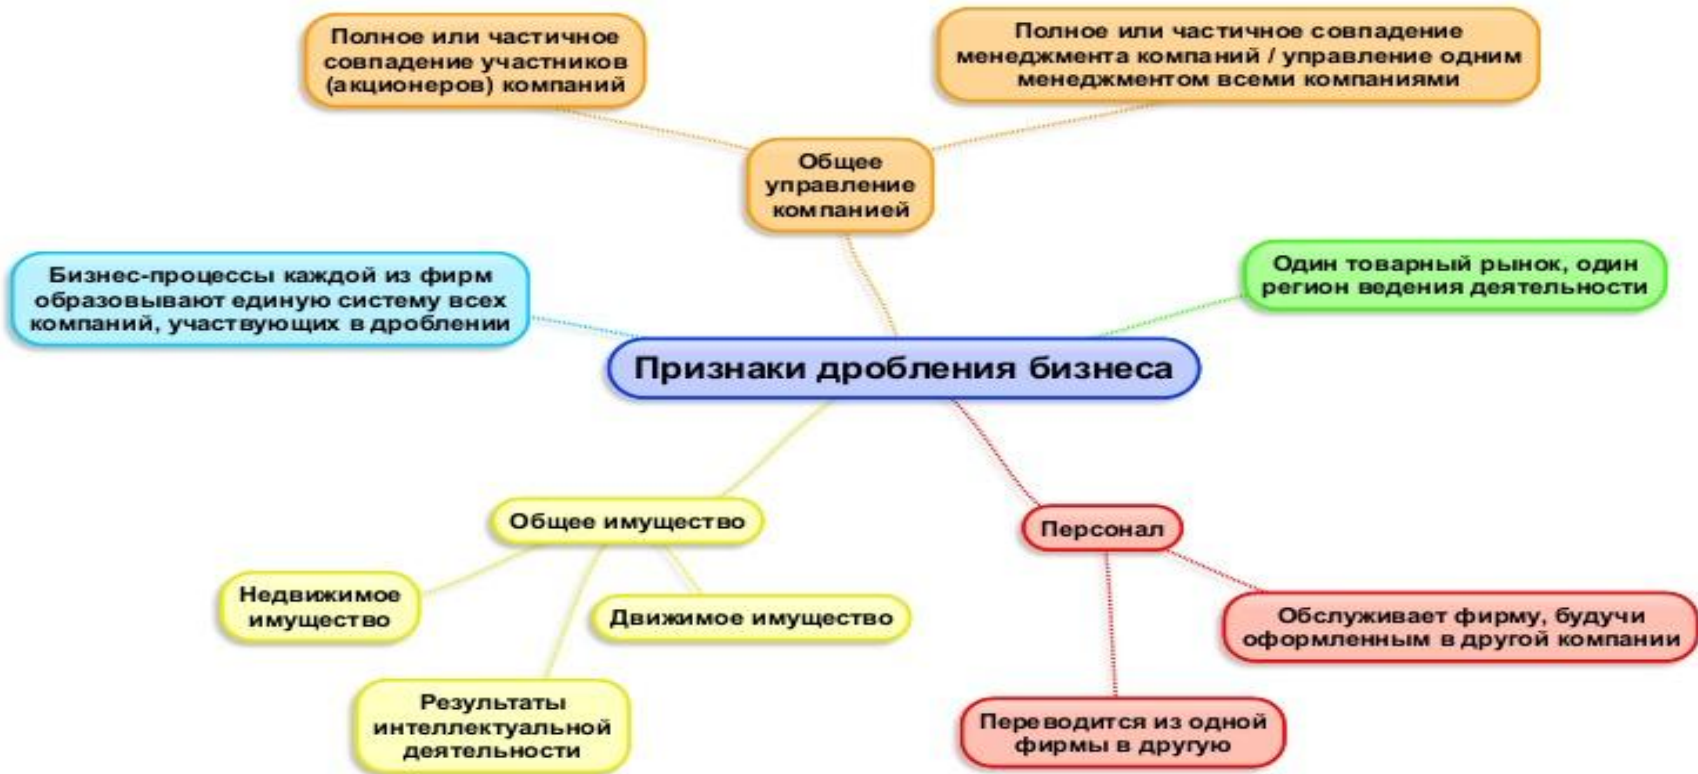 Полное или частичное
совпадение участников
(акционеров) компаний
Полное или частичное совпадение
менеджмента компаний / управление одним
менеджментом всеми компаниями
Общее
управление
компанией
Бизнес-процессы каждой из фирм
образовывают единую систему всех
компаний, участвующих в дроблении
Один товарный рынок, один
регион ведения деятельности
Признаки дробления бизнеса
Общее имущество
Персонал
Недвижимое
имущество
Движимое имущество
Обслуживает фирму, будучи
оформленным в другой компании
Результаты
интеллектуальной
деятельности
Переводится из одной
фирмы в другую